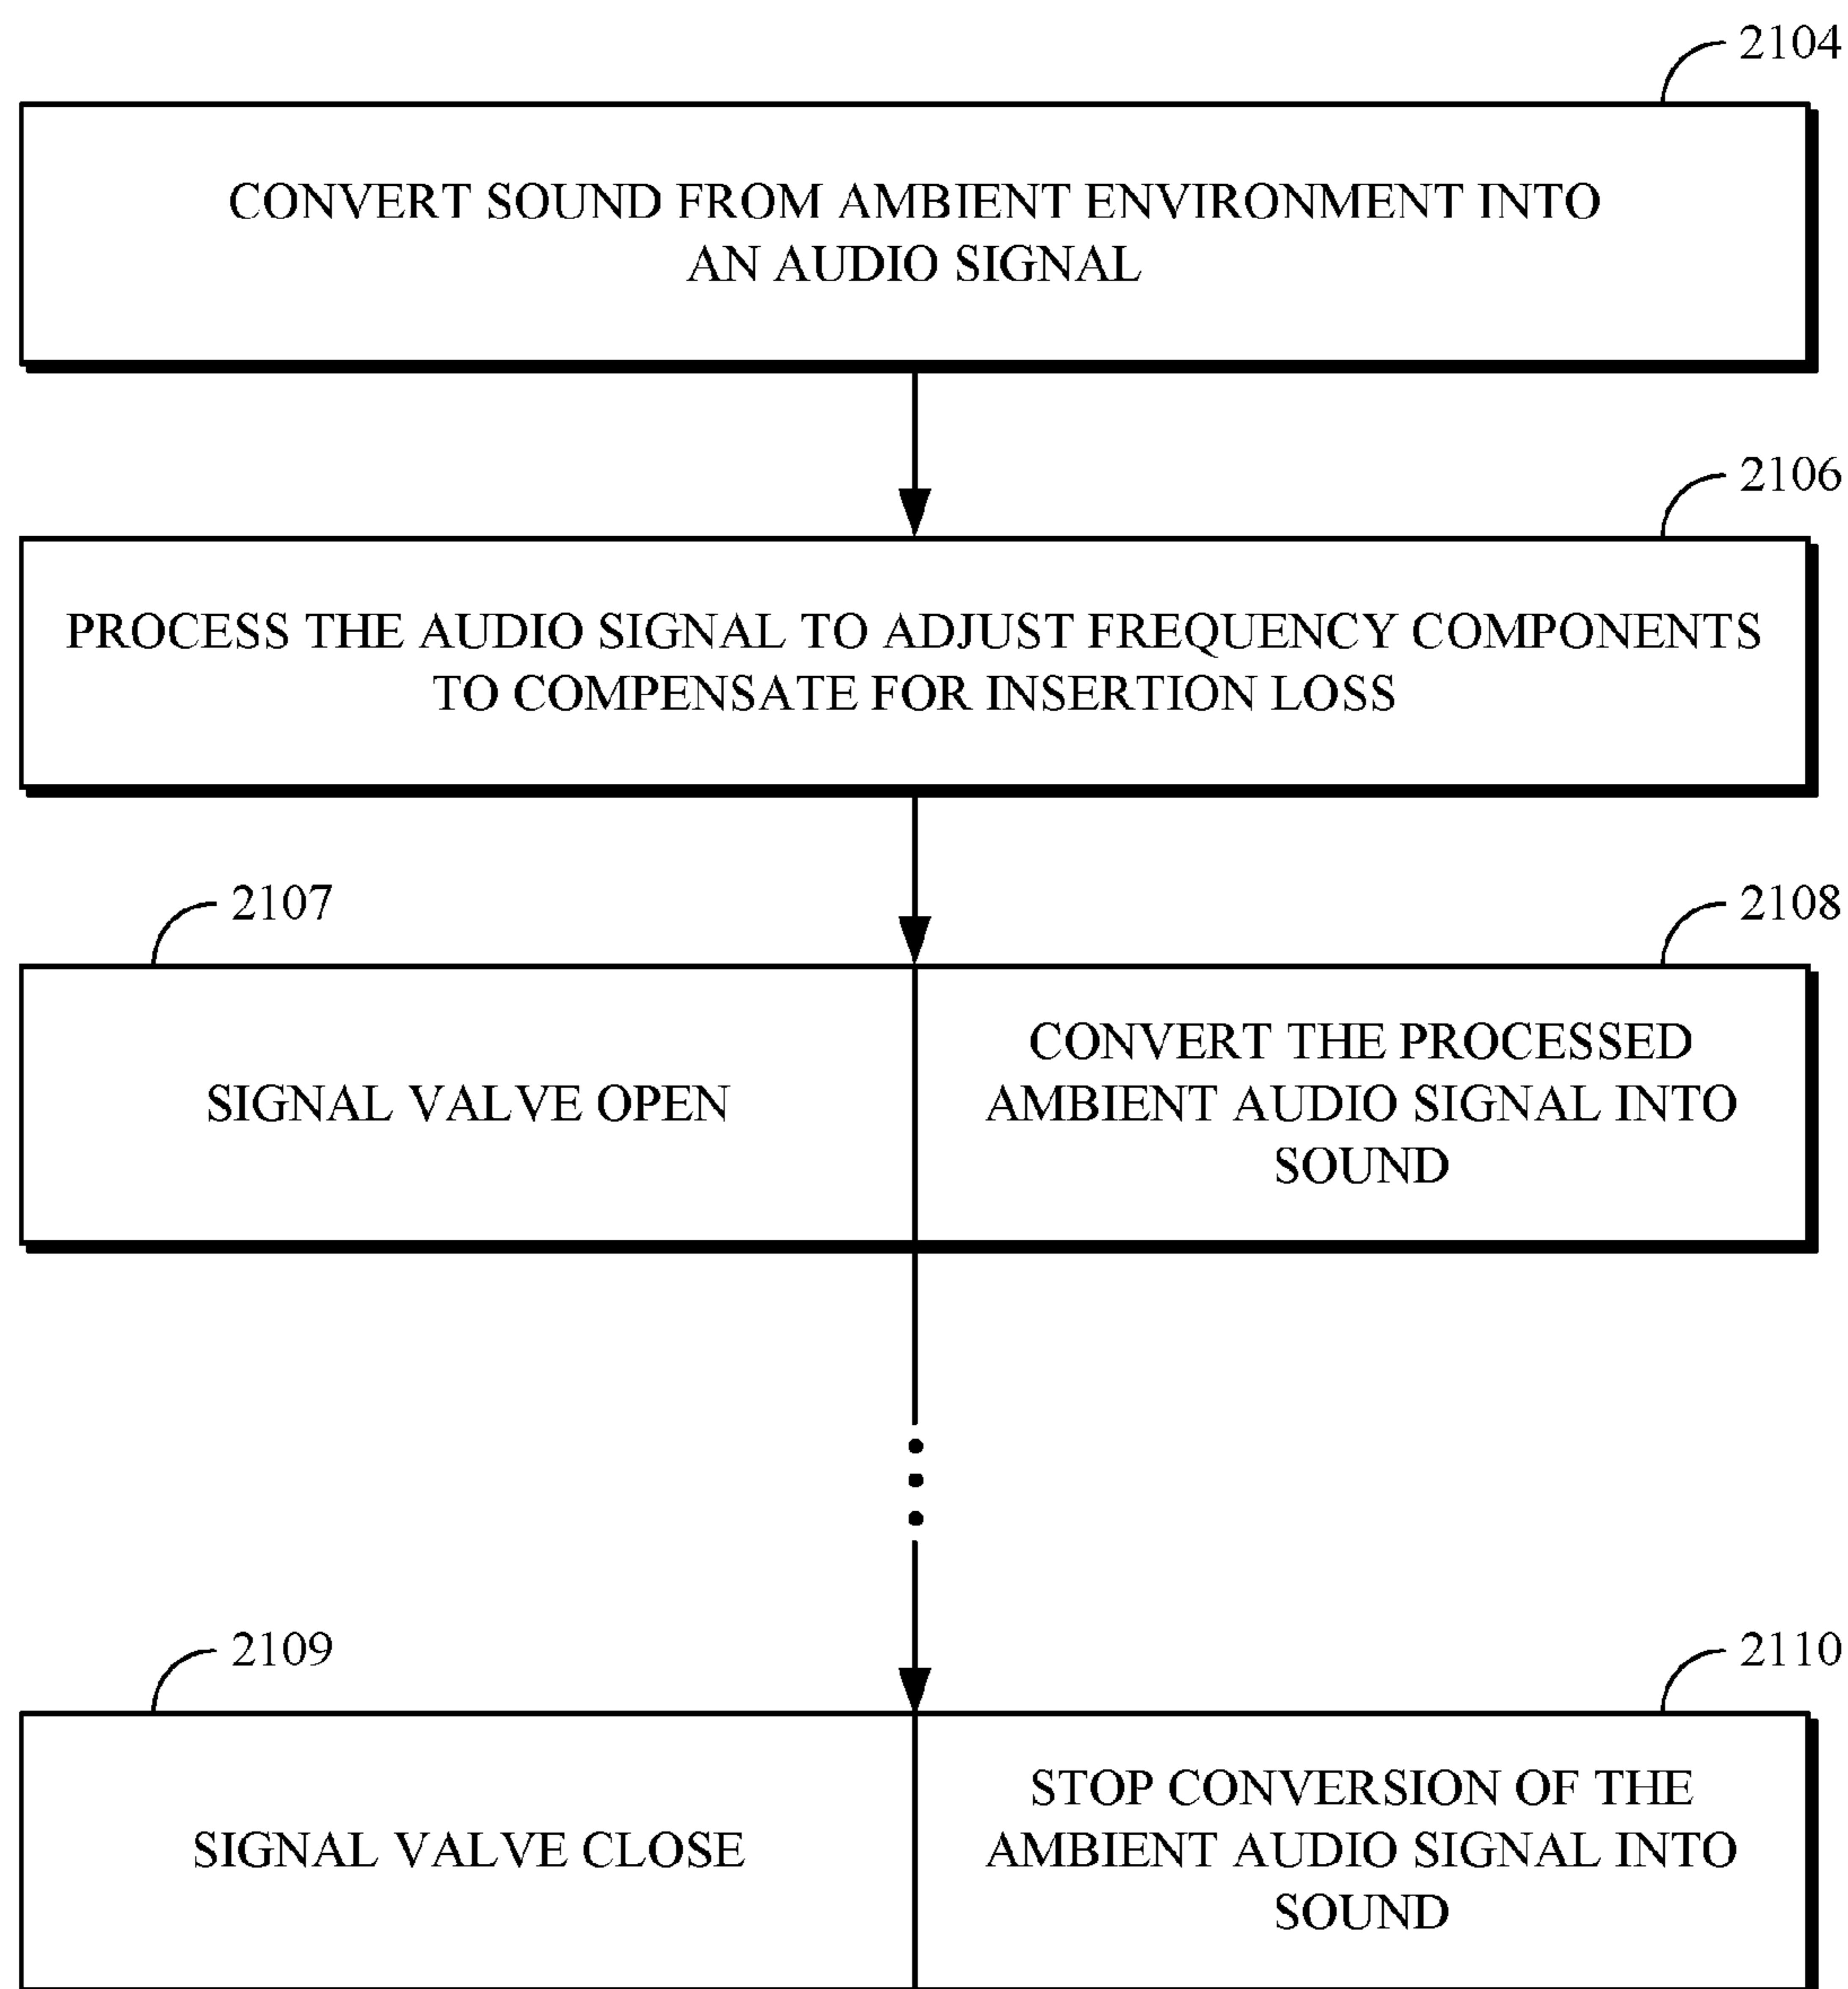 2104
CONVERT SOUND FROM AMBIENT ENVIRONMENT INTO
AN AUDIO SIGNAL
2106
PROCESS THE AUDIO SIGNAL TO ADJUST FREQUENCY COMPONENTS
TO COMPENSATE FOR INSERTION LOSS
2107
SIGNAL VALVE OPEN
2108
CONVERT THE PROCESSED
AMBIENT AUDIO SIGNAL INTO
SOUND
2109
SIGNAL VALVE CLOSE
2110
STOP CONVERSION OF THE
AMBIENT AUDIO SIGNAL INTO
SOUND